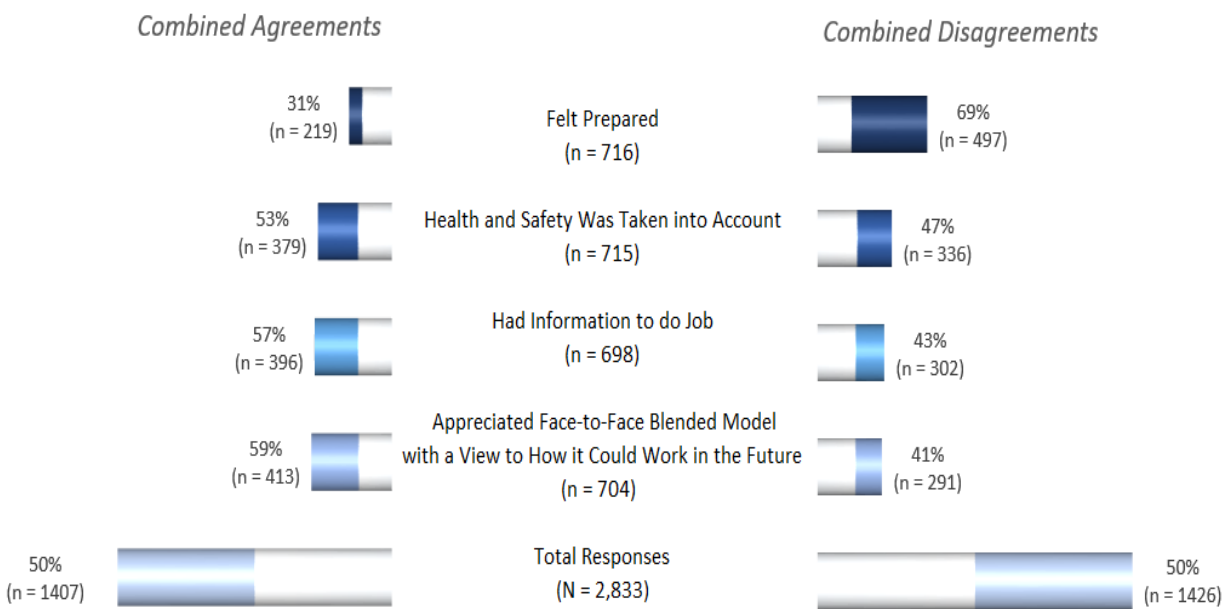 Combined Agreements
Combined Disagreements
31%
(n = 219)
Felt Prepared
(n = 716)
69%
(n = 497)
53%
(n = 379)
Health and Safety Was Taken into Account
(n = 715)
47%
(n = 336)
57%
(n = 396)
Had Information to do Job
(n = 698)
43%
(n = 302)
59%
(n = 413)
Appreciated Face-to-Face Blended Model
with a View to How it Could Work in the Future
(n = 704)
41%
(n = 291)
50%
(n = 1407)
Total Responses
(N = 2,833)
50%
(n = 1426)